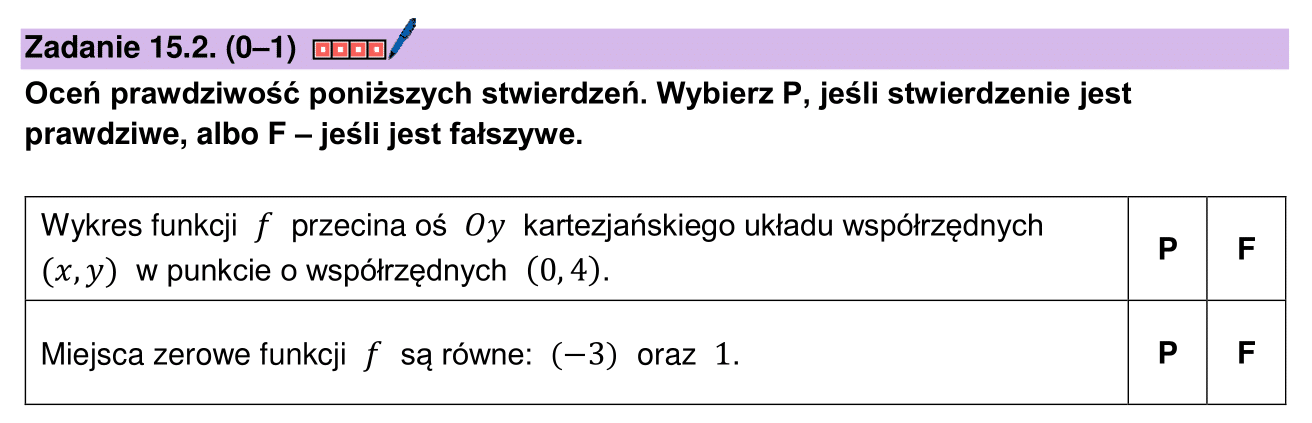 Zadanie 15.2. (0–1)
Oceń prawdziwość poniższych stwierdzeń. Wybierz P, jeśli stwierdzenie jest
prawdziwe, albo F – jeśli jest fałszywe.
Wykres funkcji f przecina oś Oy kartezjańskiego układu współrzędnych
(x, y) w punkcie o współrzędnych (0, 4). P F
Miejsca zerowe funkcji f są równe: (−3) oraz 1. P F